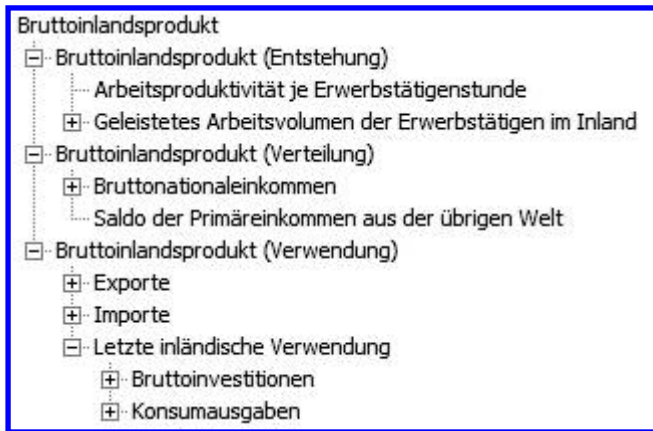 Bruttoinlandsprodukt
Bruttoinlandsprodukt (Entstehung)
Arbeitsproduktivität je Erwerbstätigenstunde
Geleistetes Arbeitsvolumen der Erwerbstätigen im Inland
Bruttoinlandsprodukt (Verteilung)
Bruttonationaleinkommen
Saldo der Primäreinkommen aus der übrigen Welt
Bruttoinlandsprodukt (Verwendung)
Exporte
Importe
Letzte inländische Verwendung
Bruttoinvestitionen
Konsumausgaben